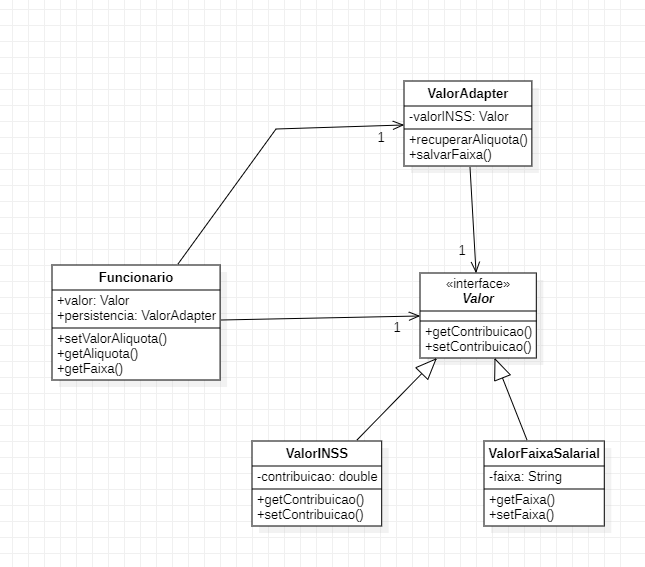 ValorAdapter
-valorINSS: Valor
+recuperarAliquota()
+salvarFaixa()
1
1
Funcionario
+valor: Valor
+persistencia: ValorAdapter
+setValorAliquota()
+getAliquota()
+getFaixa()
1
«interface»
Valor
+getContribuicao()
+setContribuicao()
ValorINSS
-contribuicao: double
+getContribuicao()
+setContribuicao()
ValorFaixaSalarial
-faixa: String
+getFaixa()
+setFaixa()